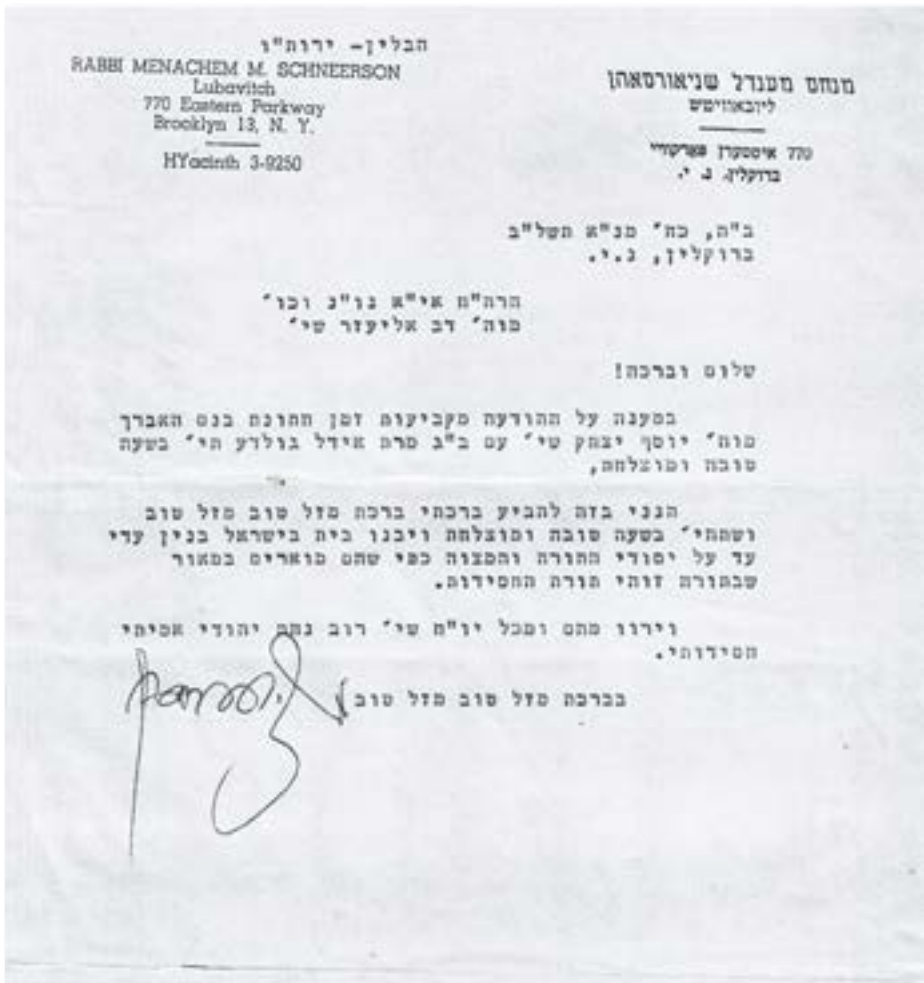 הבלין- ירות"ו
RABBI MENACHEM M. SCHNEERSON
Lubavitch
770 Eastern Parkway
Brooklyn 13, N. Y.
HYacinth 3-9250
מנחם מענדל שניאורסאהן
ליובאוויטש
770 איסטערן פארקוויי
ברוקלין, נ. י.
ב"ה, כח' מנ"א תשל"ב
ברוקלין, נ.י.
הרה"ח אי"א נו"נ וכו'
מוה' דב אליעזר שי'
שלום וברכה!
במענה על ההודעה מקביעות זמן חתונת בנם האברך
מוה' יוסף יצחק שי' עם ב"ג מרת אידל גולדע תי' בשעה
טובה ומוצלחת,
הנני בזה להביע ברכתי ברכת מזל טוב מזל טוב
ושתהי' בשעה טובה ומוצלחת ויבנו בית בישראל בנין עדי
עד על יסודי התורה והמצוה כפי שהם מוארים במאור
שבתורה זוהי תורת החסידות.
וירוו מהם ומכל יו"ח שי' רוב נחת יהודי אמיתי
חסידותי.
בברכת מזל טוב מזל טוב